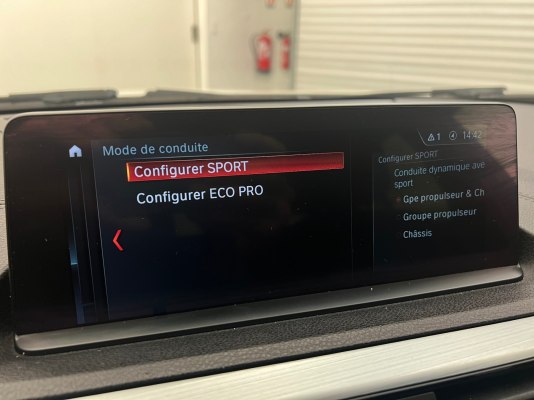 Mode de conduite
Configurer SPORT
Configurer ECO PRO
1 14:42
Configurer SPORT
Conduite dynamique ave
sport
Gpe propulseur & Ch
Groupe propulseur
Châssis